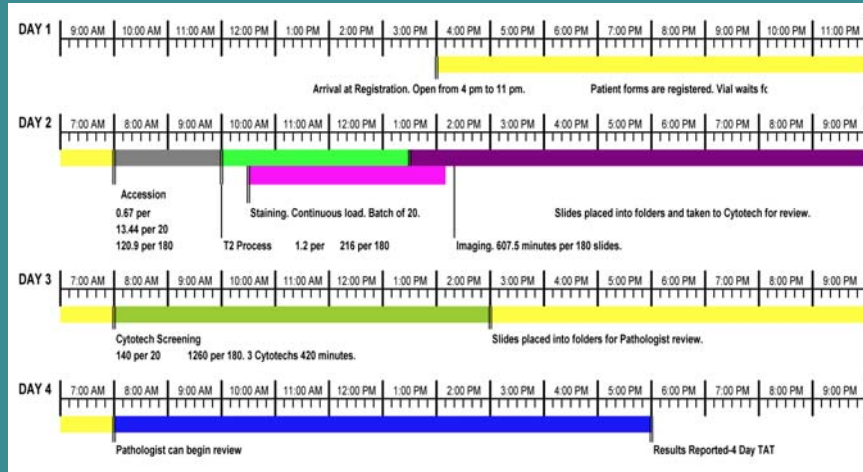 DAY 1 9:00 AM 10:00 AM 11:00 AM 12:00 PM 1:00 PM 2:00 PM 3:00 PM 4:00 PM 5:00 PM 6:00 PM 7:00 PM 8:00 PM 9:00 PM 10:00 PM 11:00 PM
Arrival at Registration. Open from 4 pm to 11 pm. Patient forms are registered. Vial waits fo
DAY 2 7:00 AM 8:00 AM 9:00 AM 10:00 AM 11:00 AM 12:00 PM 1:00 PM 2:00 PM 3:00 PM 4:00 PM 5:00 PM 6:00 PM 7:00 PM 8:00 PM 9:00 PM
Accession
0.67 per Staining. Continuous load. Batch of 20. Slides placed into folders and taken to Cytotech for review.
13.44 per 20
120.9 per 180 T2 Process 1.2 per 216 per 180 Imaging. 607.5 minutes per 180 slides.
DAY 3 7:00 AM 8:00 AM 9:00 AM 10:00 AM 11:00 AM 12:00 PM 1:00 PM 2:00 PM 3:00 PM 4:00 PM 5:00 PM 6:00 PM 7:00 PM 8:00 PM 9:00 PM
Cytotech Screening Slides placed into folders for Pathologist review.
140 per 20 1260 per 180. 3 Cytotechs 420 minutes.
DAY 4 7:00 AM 8:00 AM 9:00 AM 10:00 AM 11:00 AM 12:00 PM 1:00 PM 2:00 PM 3:00 PM 4:00 PM 5:00 PM 6:00 PM 7:00 PM 8:00 PM 9:00 PM
Pathologist can begin review Results Reported-4 Day TAT